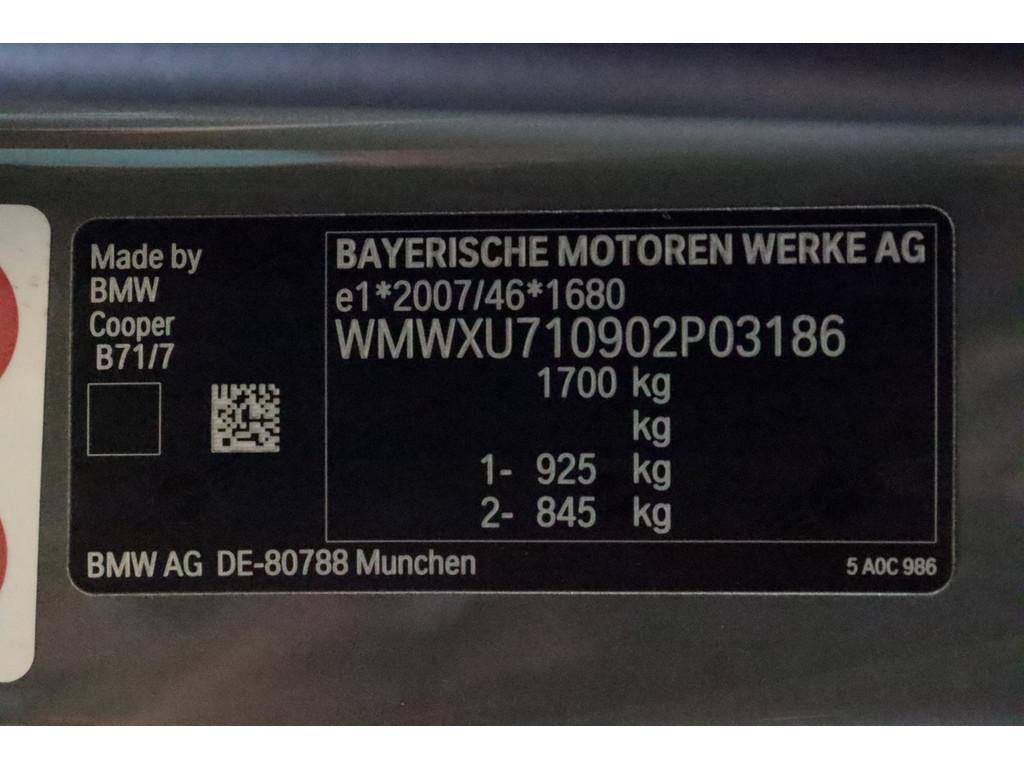 Made by
BMW
Cooper
B71/7
BAYERISCHE MOTOREN WERKE AG
e1*2007/46*1680
WMWXU710902P03186
1700 kg
kg
1- 925 kg
2- 845 kg
BMW AG DE-80788 Munchen
5 A0C 986